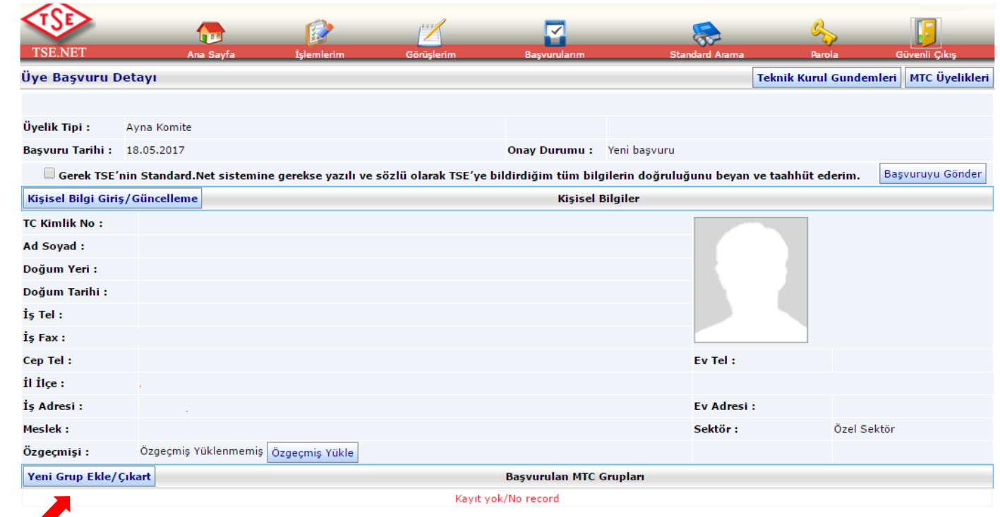 TSE
TSE.NET Ana Sayfa İşlemlerim Görüşlerim Başvurularım Standard Arama Parola Güvenli Çıkış
Üye Başvuru Detayı Teknik Kurul Gundemleri MTC Üyelikleri
Üyelik Tipi : Ayna Komite
Başvuru Tarihi : 18.05.2017 Onay Durumu : Yeni başvuru
Gerek TSE’nin Standard.Net sistemine gerekse yazılı ve sözlü olarak TSE’ye bildirdiğim tüm bilgilerin doğruluğunu beyan ve taahhüt ederim. Başvuruyu Gönder
Kişisel Bilgi Giriş/Güncelleme Kişisel Bilgiler
TC Kimlik No :
Ad Soyad :
Doğum Yeri :
Doğum Tarihi :
İş Tel :
İş Fax :
Cep Tel : Ev Tel :
İl İlçe :
İş Adresi : Ev Adresi :
Meslek : Sektör : Özel Sektör
Özgeçmişi : Özgeçmiş Yüklenmemiş Özgeçmiş Yükle
Yeni Grup Ekle/Çıkart Başvurulan MTC Grupları
Kayıt yok/No record